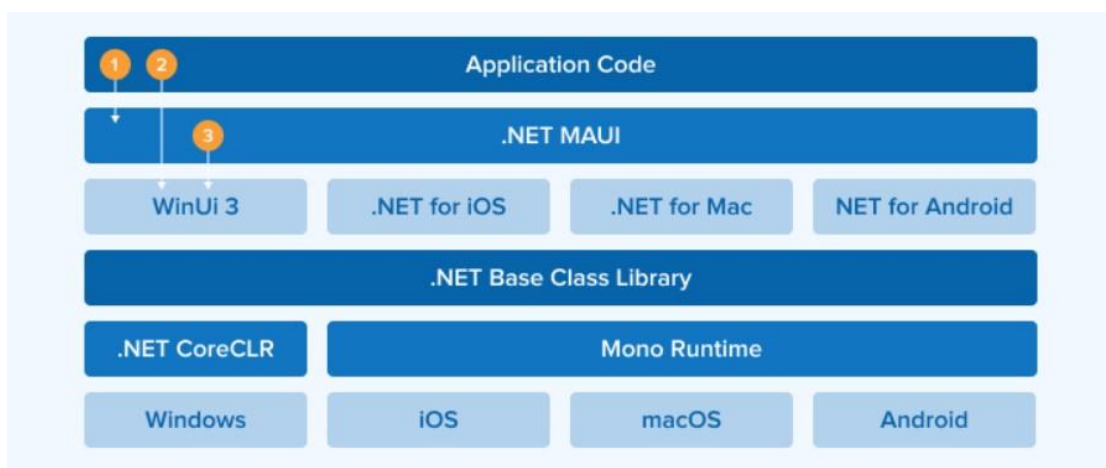 1 2 Application Code
3 .NET MAUI
WinUi 3 .NET for iOS .NET for Mac NET for Android
.NET Base Class Library
.NET CoreCLR Mono Runtime
Windows iOS macOS Android